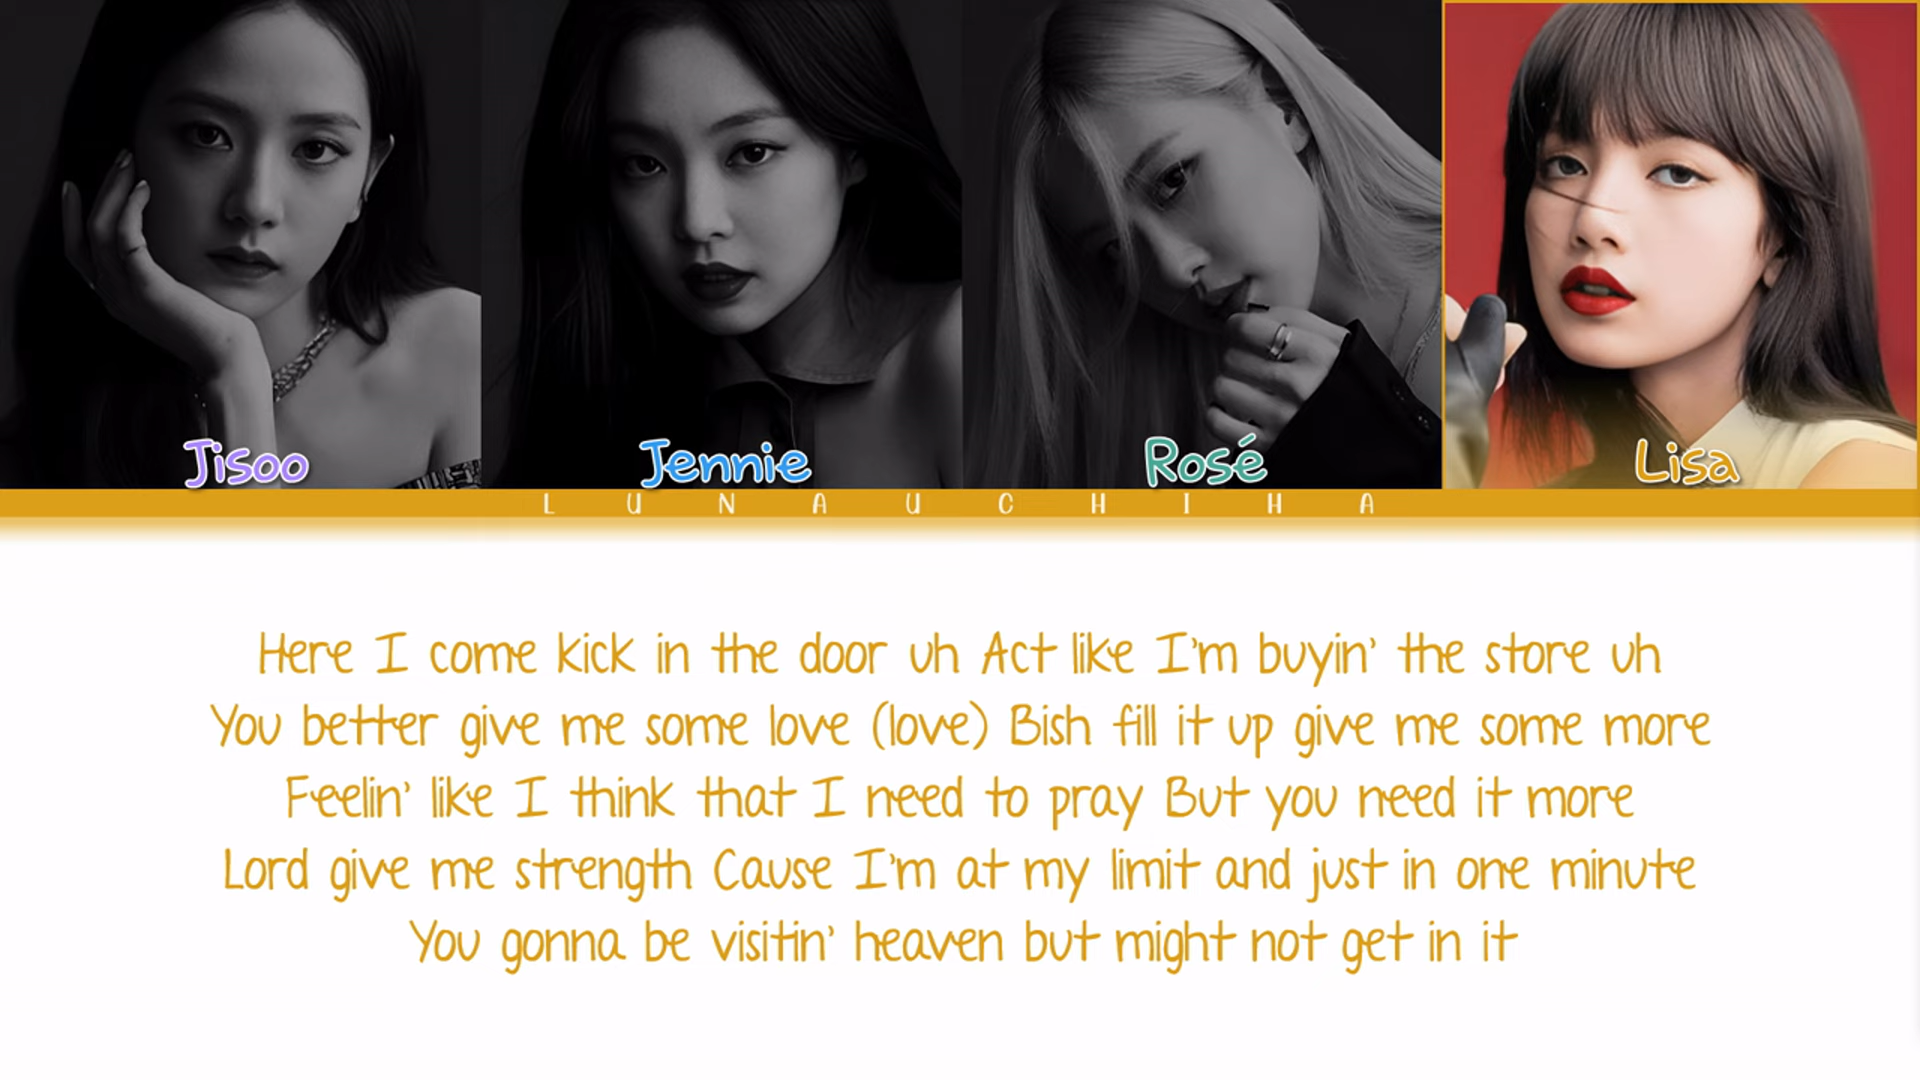 Jisoo
Jennie
Rosé
Lisa
LUNAUCHIHA
Here I come kick in the door uh Act like I'm buyin' the store uh
You better give me some love (love) Bish fill it up give me some more
Feelin' like I think that I need to pray But you need it more
Lord give me strength Cause I'm at my limit and just in one minute
You gonna be visitin' heaven but might not get in it